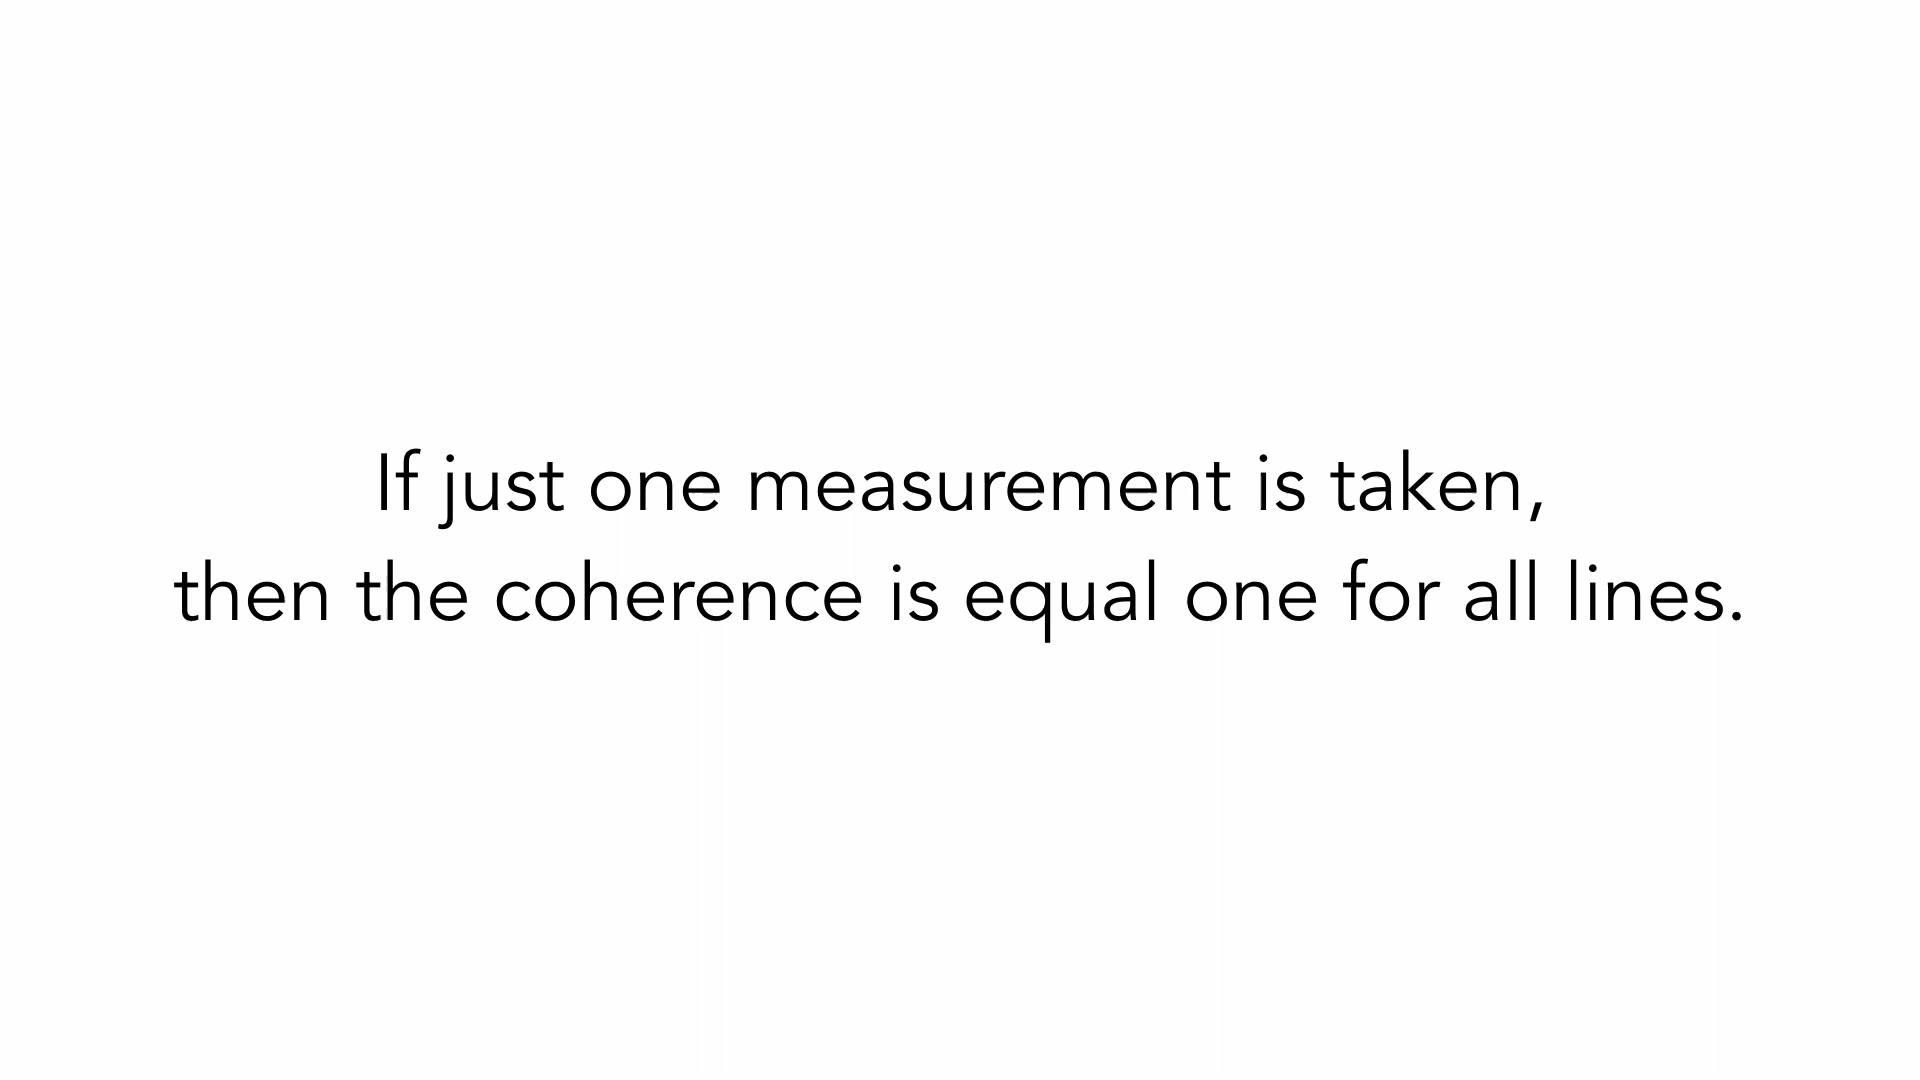 If just one measurement is taken,
then the coherence is equal one for all lines.